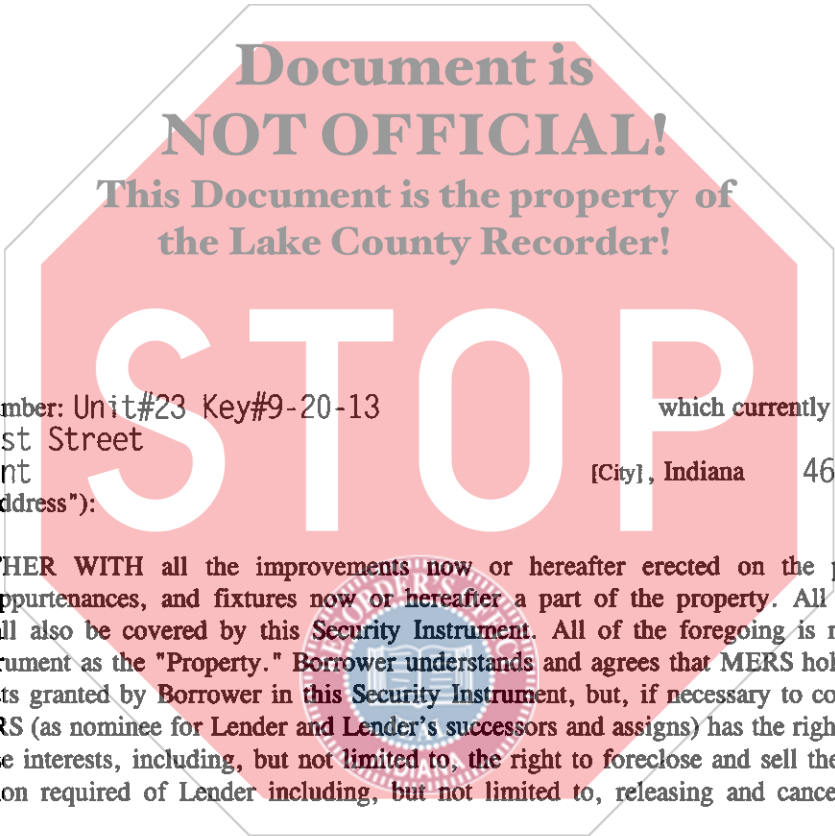 Document is
NOT OFFICIAL!
This Document is the property of
the Lake County Recorder!
STOP
mber: Unit#23 Key#9-20-13 which currently
st Street
nt [City], Indiana 46
ddress"):
HER WITH all the improvements now or hereafter erected on the p
ppurtenances, and fixtures now or hereafter a part of the property. All
ll also be covered by this Security Instrument. All of the foregoing is r
rument as the "Property." Borrower understands and agrees that MERS hol
ts granted by Borrower in this Security Instrument, but, if necessary to co
RS (as nominee for Lender and Lender's successors and assigns) has the righ
e interests, including, but not limited to, the right to foreclose and sell the
on required of Lender including, but not limited to, releasing and cance
INDIANA